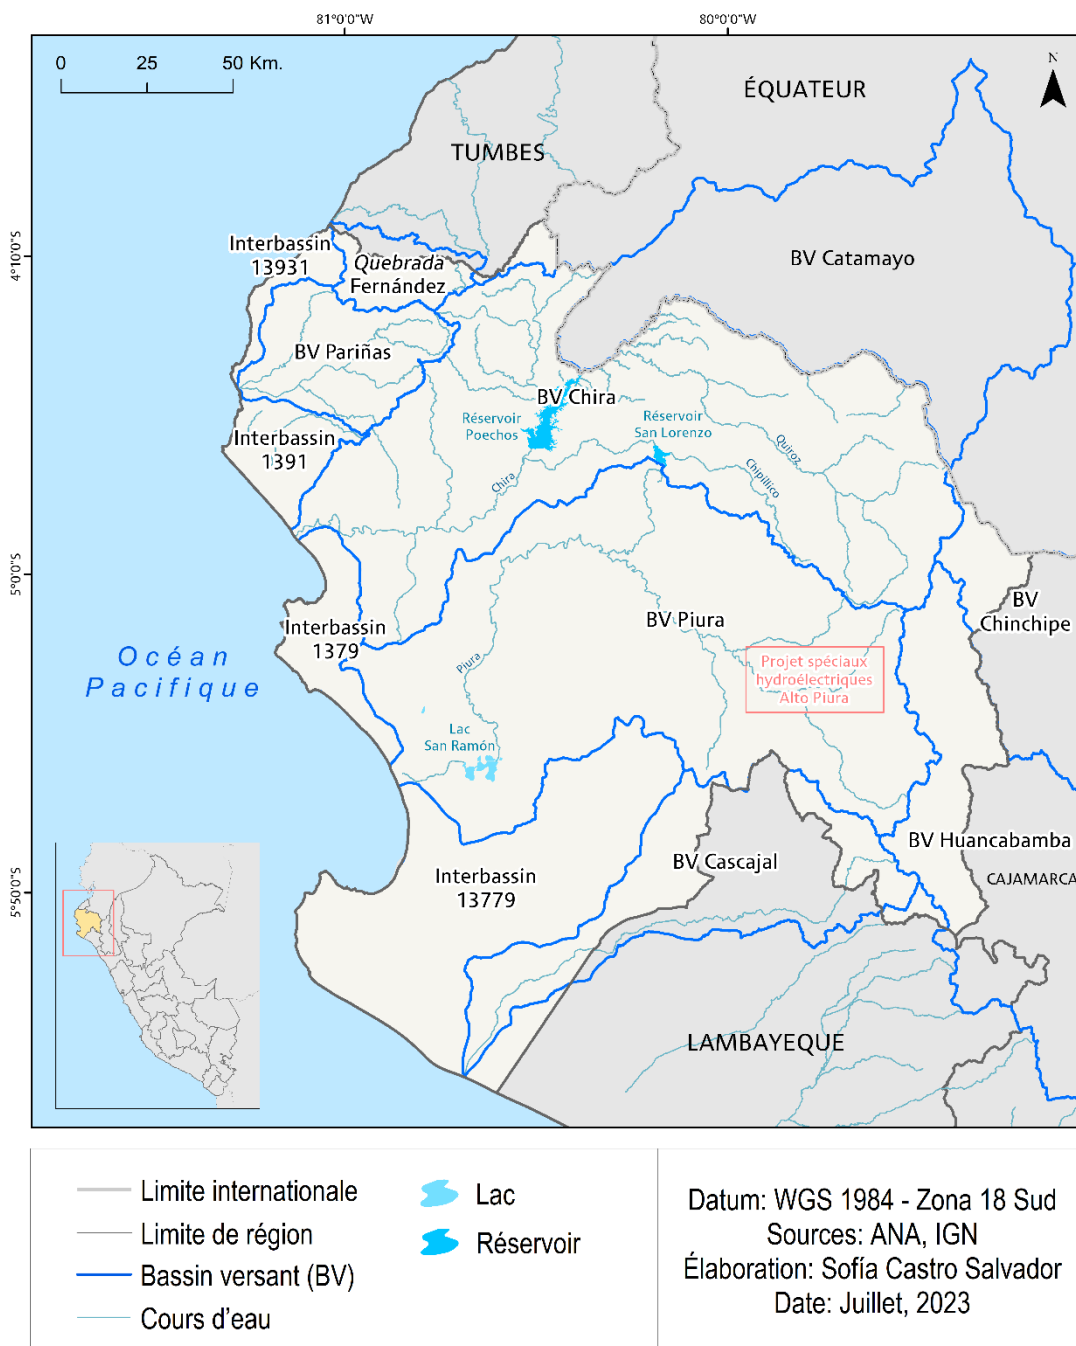 81°0'0"W
80°0'0"W
0
25
50 Km.
N
ÉQUATEUR
TUMBES
4°10'0"S
Interbassin
13931
Quebrada
Fernández
BV Catamayo
BV Pariñas
BV Chira
Réservoir
Poechos
Réservoir
San Lorenzo
Interbassin
1391
Quiroz
Chira
Chipillico
5°0'0"S
BV
Chinchipe
Interbassin
1379
BV Piura
Océan
Pacifique
Piura
Projet spéciaux
hydroélectriques
Alto Piura
Lac
San Ramón
BV Huancabamba
BV Cascajal
CAJAMARCA
Interbassin
13779
5°50'0"S
LAMBAYEQUE
Limite internationale
Limite de région
Bassin versant (BV)
Cours d'eau
Lac
Réservoir
Datum: WGS 1984 - Zona 18 Sud
Sources: ANA, IGN
Élaboration: Sofía Castro Salvador
Date: Juillet, 2023